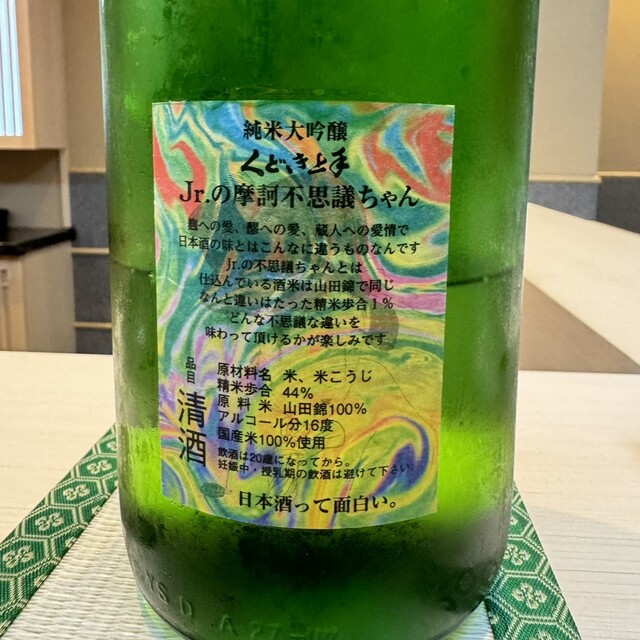 純米大吟醸
くどき上手
Jr.の摩訶不思議ちゃん
麹への愛、醪への愛、蔵人への愛情で
日本酒の味とはこんなに違うものなんです
Jr.の不思議ちゃんとは
仕込んでいる酒米は山田錦で同じ
なんと違いはたった精米歩合1%
どんな不思議な違いを
味わって頂けるかが楽しみです
品目 清酒
原材料名 米、米こうじ
精米歩合 44%
原料米 山田錦100%
アルコール分16度
国産米100%使用
飲酒は20歳になってから。
妊娠中・授乳期の飲酒は避けて下さい。
日本酒って面白い。